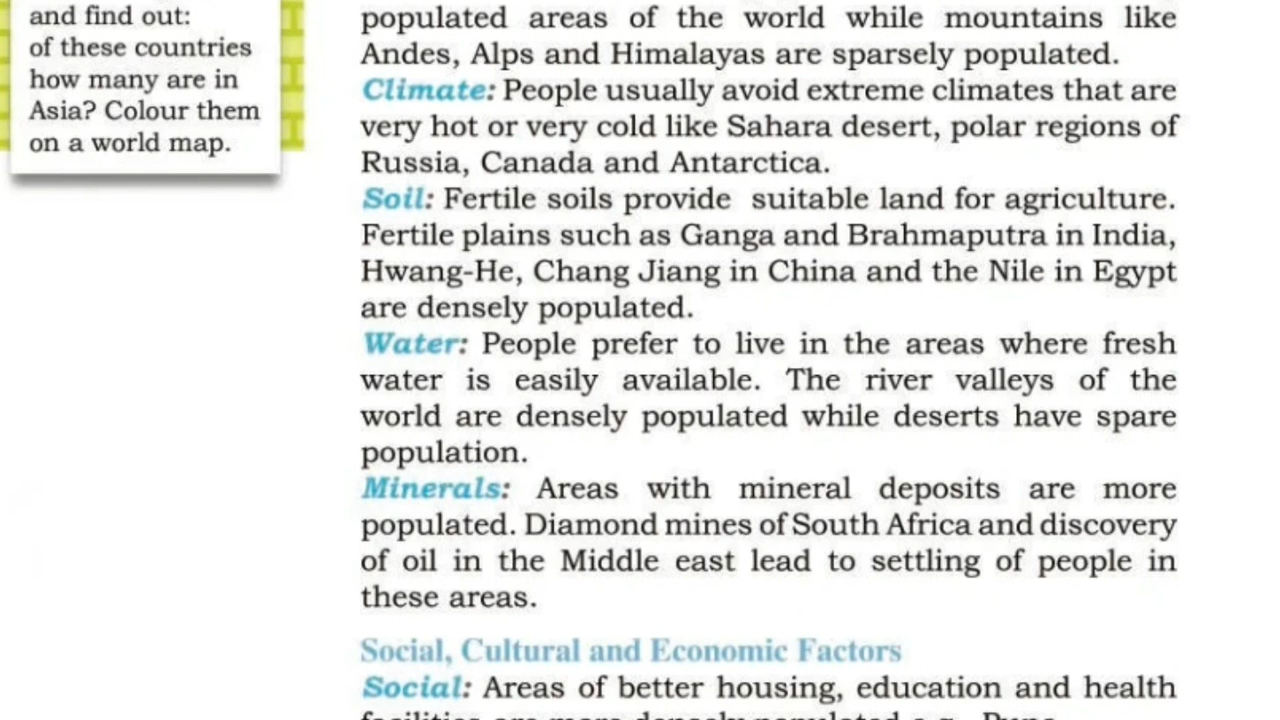 and find out:
of these countries
how many are in
Asia? Colour them
on a world map.
populated areas of the world while mountains like
Andes, Alps and Himalayas are sparsely populated.
Climate: People usually avoid extreme climates that are
very hot or very cold like Sahara desert, polar regions of
Russia, Canada and Antarctica.
Soil: Fertile soils provide suitable land for agriculture.
Fertile plains such as Ganga and Brahmaputra in India,
Hwang-He, Chang Jiang in China and the Nile in Egypt
are densely populated.
Water: People prefer to live in the areas where fresh
water is easily available. The river valleys of the
world are densely populated while deserts have spare
population.
Minerals: Areas with mineral deposits are more
populated. Diamond mines of South Africa and discovery
of oil in the Middle east lead to settling of people in
these areas.
Social, Cultural and Economic Factors
Social: Areas of better housing, education and health
facilities are more densely populated e.g., Pune.